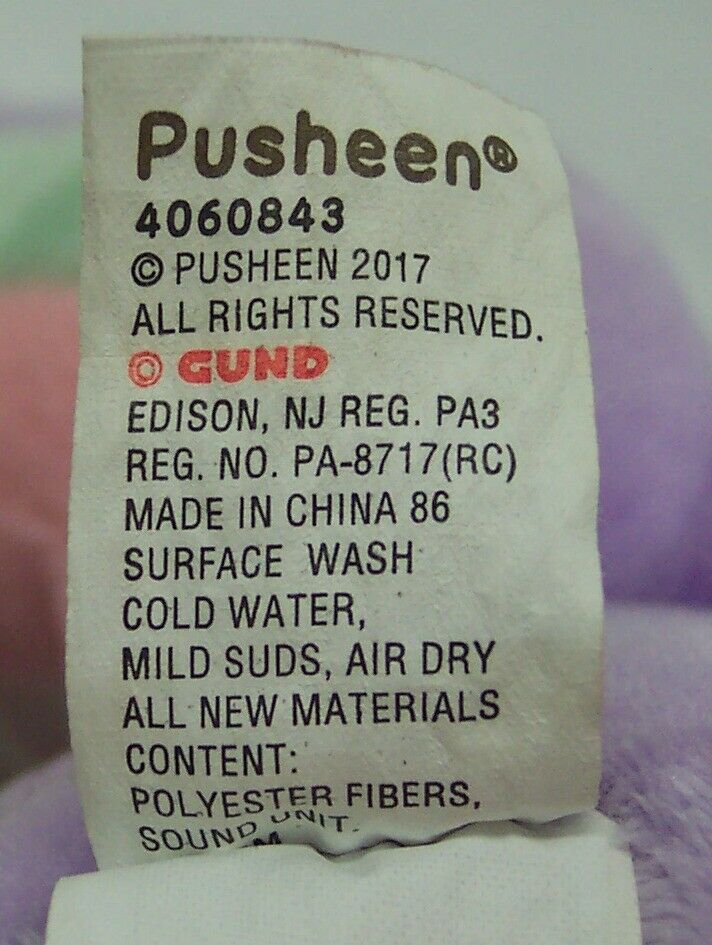 Pusheen®
4060843
© PUSHEEN 2017
ALL RIGHTS RESERVED.
© GUND
EDISON, NJ REG. PA3
REG. NO. PA-8717(RC)
MADE IN CHINA 86
SURFACE WASH
COLD WATER,
MILD SUDS, AIR DRY
ALL NEW MATERIALS
CONTENT:
POLYESTER FIBERS,
SOUND UNIT.